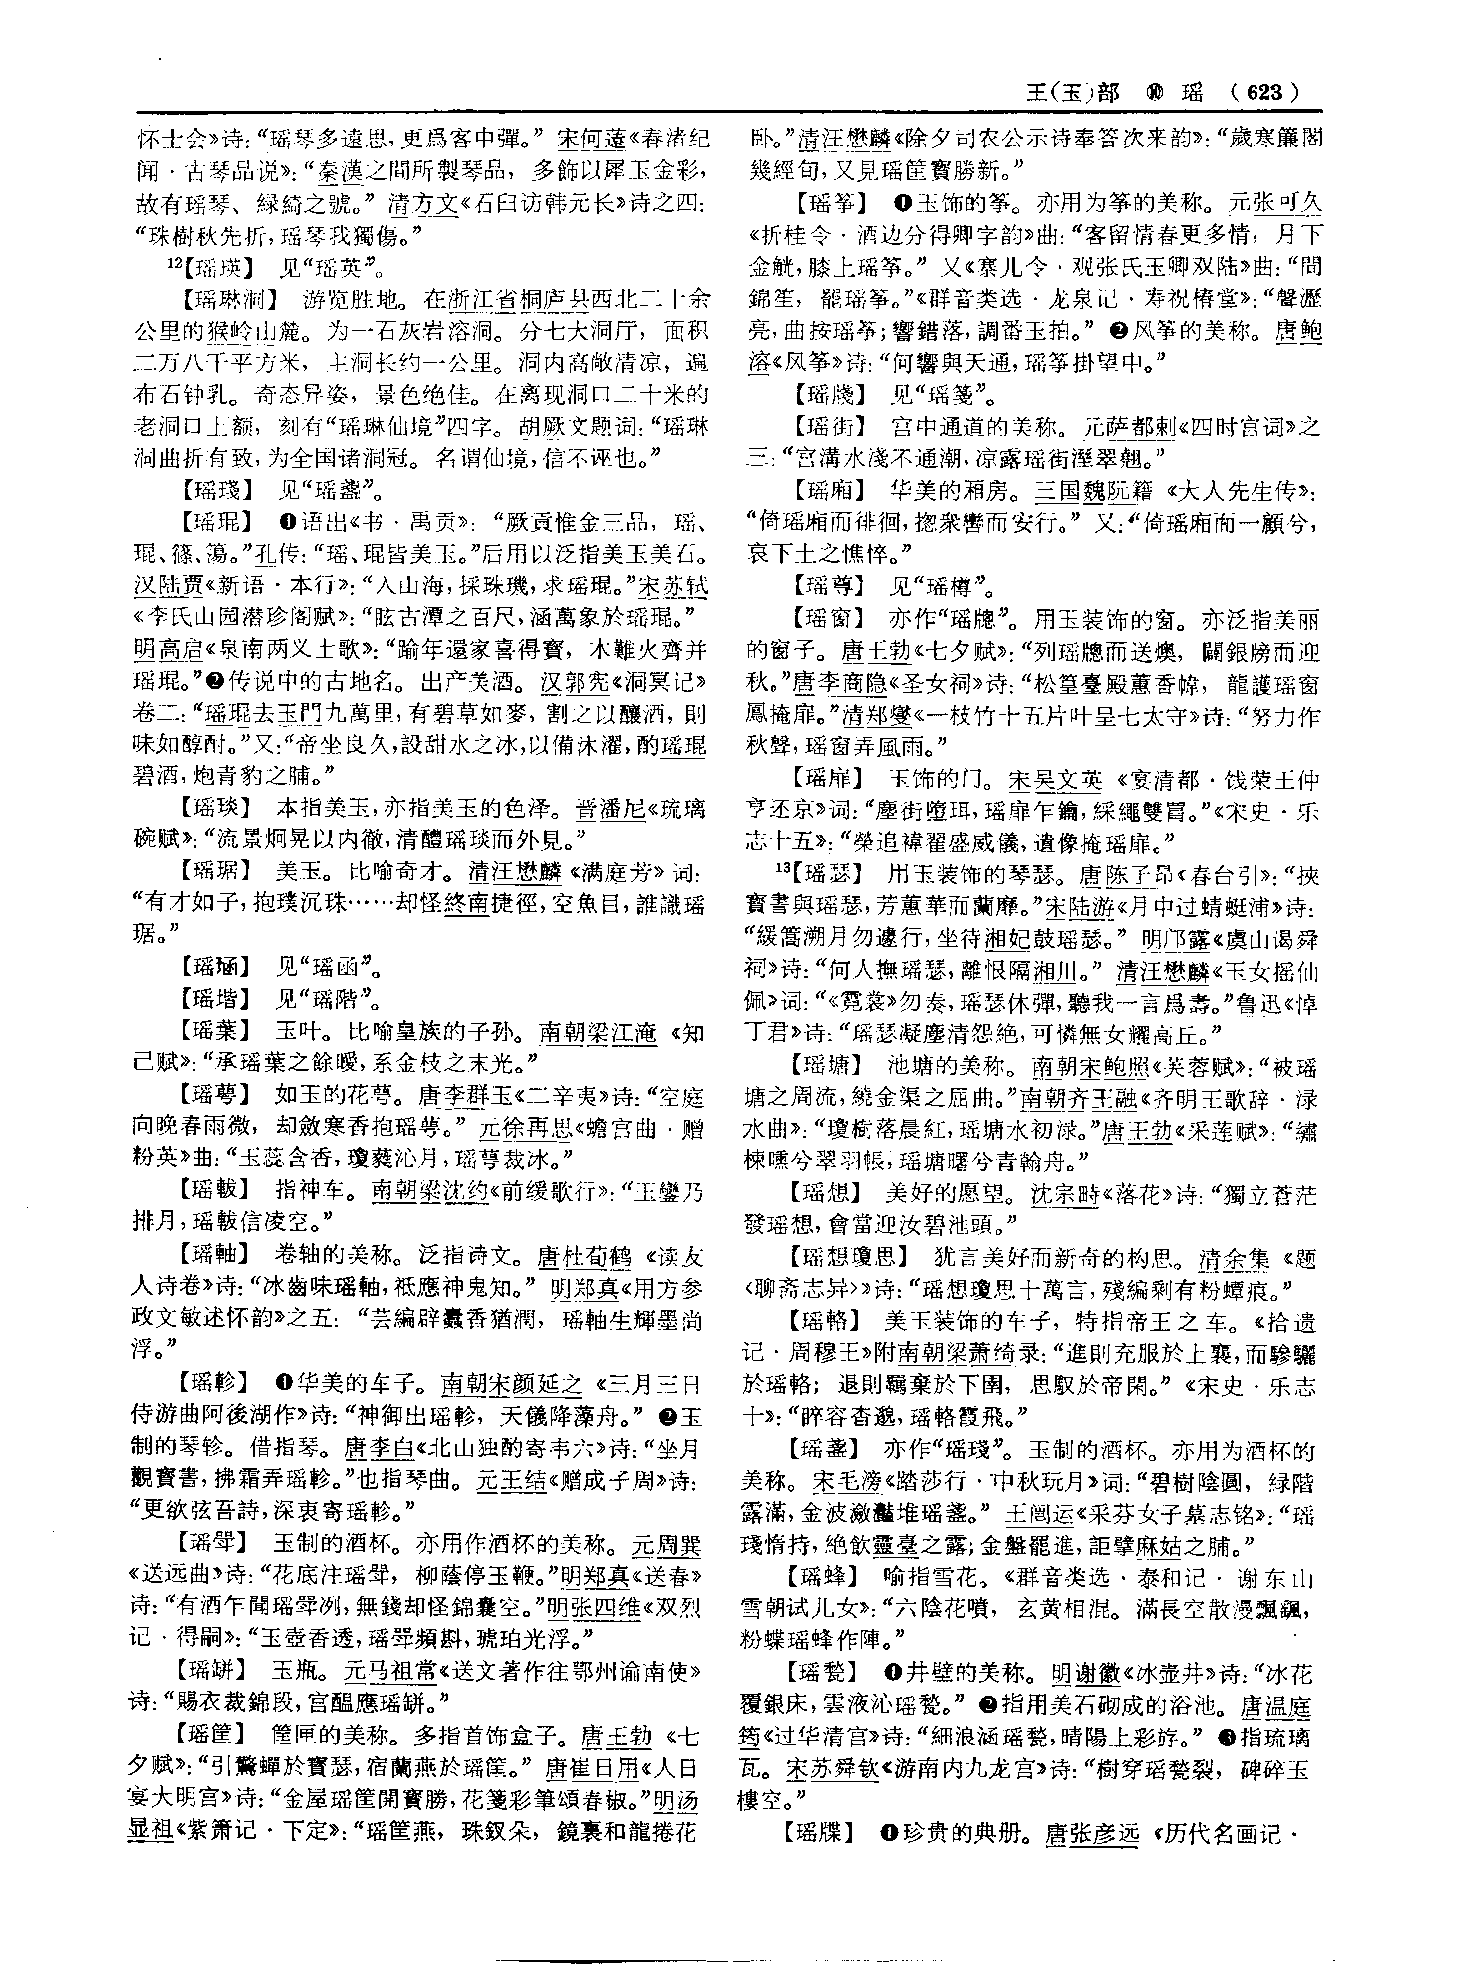 王(玉)部　⑩　瑶　(623)
怀士会》诗：“瑶琴多遠思，更爲客中彈。” 宋何薳《春渚纪
闻·古琴品说》：“秦漢之間所製琴品，多飾以犀玉金彩，
故有瑶琴、緑綺之號。” 清方文《石臼访韩元长》诗之四：
“珠樹秋先折，瑶琴我獨傷。”
12【瑶瑛】 见“瑶英”。
【瑶琳洞】 游览胜地。在浙江省桐庐县西北二十余
公里的猴岭山麓。为一石灰岩溶洞。分七大洞厅，面积
二万八千平方米，主洞长约一公里。洞内高敞清凉，遍
布石钟乳。奇态异姿，景色绝佳。在离现洞口二十米的
老洞口上额，刻有“瑶琳仙境”四字。胡厥文题词：“瑶琳
洞曲折有致，为全国诸洞冠。名谓仙境，信不诬也。”
【瑶琖】 见“瑶盏”。
【瑶琨】 ❶语出《书·禹贡》：“厥貢惟金三品，瑶、
琨、篠、簜。”孔传：“瑶、琨皆美玉。”后用以泛指美玉美石。
汉陆贾《新语·本行》：“入山海，採珠璣，求瑶琨。”宋苏轼
《李氏山园潜珍阁赋》：“眩古潭之百尺，涵萬象於瑶琨。”
明高启《泉南两义士歌》：“踰年還家喜得寶，木難火齊并
瑶琨。”❷传说中的古地名。出产美酒。汉郭宪《洞冥记》
卷二：“瑶琨去玉門九萬里，有碧草如麥，割之以釀酒，則
味如醇酎。”又：“帝坐良久，設甜水之冰，以備沐濯，酌瑶琨
碧酒，炮青豹之脯。”
【瑶琰】 本指美玉，亦指美玉的色泽。晋潘尼《琉璃
碗赋》：“流景炯晃以内徹，清醴瑶琰而外見。”
【瑶琚】 美玉。比喻奇才。清汪懋麟《满庭芳》词：
“有才如子，抱璞沉珠……却怪終南捷徑，空魚目，誰識瑶
琚。”
【瑶椷】 见“瑶函”。
【瑶堦】 见“瑶階”。
【瑶葉】 玉叶。比喻皇族的子孙。南朝梁江淹《知
己赋》：“承瑶葉之餘曖，系金枝之末光。”
【瑶萼】 如玉的花萼。唐李群玉《二辛夷》诗：“空庭
向晚春雨微，却斂寒香抱瑶萼。” 元徐再思《蟾宫曲·赠
粉英》曲：“玉蕊含香，瓊蕤沁月，瑶萼裁冰。”
【瑶軷】 指神车。南朝梁沈约《前缓歌行》：“玉鑾乃
排月，瑶軷信凌空。”
【瑶軸】 卷轴的美称。泛指诗文。唐杜荀鹤《读友
人诗卷》诗：“冰齒味瑶軸，祇應神鬼知。” 明郑真《用方参
政文敏述怀韵》之五：“芸編辟蠹香猶潤，瑶軸生輝墨尚
浮。”
【瑶軫】 ❶华美的车子。南朝宋颜延之《三月三日
侍游曲阿後湖作》诗：“神御出瑶軫，天儀降藻舟。” ❷玉
制的琴轸。借指琴。唐李白《北山独酌寄韦六》诗：“坐月
觀寶書，拂霜弄瑶軫。”也指琴曲。元王结《赠成子周》诗：
“更欲弦吾詩，深衷寄瑶軫。”
【瑶斝】 玉制的酒杯。亦用作酒杯的美称。元周巽
《送远曲》诗：“花底注瑶斝，柳蔭停玉鞭。”明郑真《送春》
诗：“有酒乍聞瑶斝冽，無錢却怪錦囊空。”明张四维《双烈
记·得嗣》：“玉壺香透，瑶斝頻斟，琥珀光浮。”
【瑶缾】 玉瓶。元马祖常《送文著作往鄂州谕南使》
诗：“賜衣裁錦段，宫醖應瑶缾。”
【瑶筐】 筐匣的美称。多指首饰盒子。唐王勃《七
夕赋》：“引鴛蟬於寶瑟，宿蘭燕於瑶筐。” 唐崔日用《人日
宴大明宫》诗：“金屋瑶筐開寶勝，花箋彩筆頌春椒。”明汤
显祖《紫箫记·下定》：“瑶筐燕，珠釵朵，鏡裏和龍捲花
卧。”清汪懋麟《除夕司农公示诗奉答次来韵》：“歲寒簾閣
幾經旬，又見瑶筐寶勝新。”
【瑶筝】 ❶玉饰的筝。亦用为筝的美称。元张可久
《折桂令·酒边分得卿字韵》曲：“客留情春更多情，月下
金觥，膝上瑶筝。” 又《寨儿令·观张氏玉卿双陆》曲：“間
錦笙，罷瑶筝。”《群音类选·龙泉记·寿祝椿堂》：“聲瀝
亮，曲按瑶筝；響錯落，調番玉拍。” ❷风筝的美称。唐鲍
溶《风筝》诗：“何響與天通，瑶筝掛望中。”
【瑶牋】 见“瑶箋”。
【瑶街】 宫中通道的美称。元萨都剌《四时宫词》之
三：“宫溝水淺不通潮，凉露瑶街溼翠翹。”
【瑶廂】 华美的厢房。三国魏阮籍《大人先生传》：
“倚瑶廂而徘徊，揔衆轡而安行。” 又：“倚瑶廂而一顧兮，
哀下土之憔悴。”
【瑶尊】 见“瑶樽”。
【瑶窗】 亦作“瑶牕”。用玉装饰的窗。亦泛指美丽
的窗子。唐王勃《七夕赋》：“列瑶牕而送燠，闢銀牓而迎
秋。”唐李商隐《圣女祠》诗：“松篁臺殿蕙香幃，龍護瑶窗
鳳掩扉。”清郑燮《一枝竹十五片叶呈七太守》诗：“努力作
秋聲，瑶窗弄風雨。”
【瑶扉】 玉饰的门。宋吴文英《宴清都·饯荣王仲
亨还京》词：“塵街墮珥，瑶扉乍鑰，綵繩雙罥。”《宋史·乐
志十五》：“榮追褘翟盛威儀，遺像掩瑶扉。”
13【瑶瑟】 用玉装饰的琴瑟。唐陈子昂《春台引》：“挾
寶書與瑶瑟，芳蕙華而蘭靡。”宋陆游《月中过蜻蜓浦》诗：
“緩篙溯月勿遽行，坐待湘妃鼓瑶瑟。” 明邝露《虞山谒舜
祠》诗：“何人撫瑶瑟，離恨隔湘川。” 清汪懋麟《玉女摇仙
佩》词：“《霓裳》勿奏，瑶瑟休彈，聽我一言爲壽。”鲁迅《悼
丁君》诗：“瑶瑟凝塵清怨絶，可憐無女耀高丘。”
【瑶塘】 池塘的美称。南朝宋鲍照《芙蓉赋》：“被瑶
塘之周流，繞金渠之屈曲。”南朝齐王融《齐明王歌辞·渌
水曲》：“瓊樹落晨紅，瑶塘水初渌。”唐王勃《采莲赋》：“繡
棟曛兮翠羽帳，瑶塘曙兮青翰舟。”
【瑶想】 美好的愿望。沈宗畸《落花》诗：“獨立蒼茫
發瑶想，會當迎汝碧池頭。”
【瑶想瓊思】 犹言美好而新奇的构思。清余集《题
〈聊斋志异〉》诗：“瑶想瓊思十萬言，殘編剩有粉蟫痕。”
【瑶輅】 美玉装饰的车子，特指帝王之车。《拾遗
记·周穆王》附南朝梁萧绮录：“進則充服於上襄，而驂驪
於瑶輅；退則羈棄於下圉，思馭於帝閑。” 《宋史·乐志
十》：“晬容杳邈，瑶輅霞飛。”
【瑶盞】 亦作“瑶琖”。玉制的酒杯。亦用为酒杯的
美称。宋毛滂《踏莎行·中秋玩月》词：“碧樹陰圓，緑階
露滿，金波瀲灩堆瑶盞。” 王闿运《采芬女子墓志铭》：“瑶
琖惰持，絶飲靈臺之露；金盤罷進，詎擘麻姑之脯。”
【瑶蜂】 喻指雪花。《群音类选·泰和记·谢东山
雪朝试儿女》：“六陰花噴，玄黄相混。滿長空散漫飄飆，
粉蝶瑶蜂作陣。”
【瑶甃】 ❶井壁的美称。明谢徽《冰壶井》诗：“冰花
覆銀床，雲液沁瑶甃。” ❷指用美石砌成的浴池。唐温庭
筠《过华清宫》诗：“細浪涵瑶甃，晴陽上彩斿。” ❸指琉璃
瓦。宋苏舜钦《游南内九龙宫》诗：“樹穿瑶甃裂，碑碎玉
樓空。”
【瑶牒】 ❶珍贵的典册。唐张彦远《历代名画记·